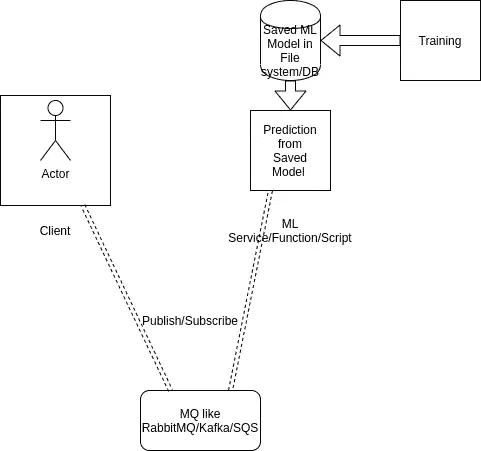 Saved ML
Model in
File
system/DB
Training
Prediction
from
Saved
Model
Actor
Client
ML
Service/Function/Script
Publish/Subscribe
MQ like
RabbitMQ/Kafka/SQS